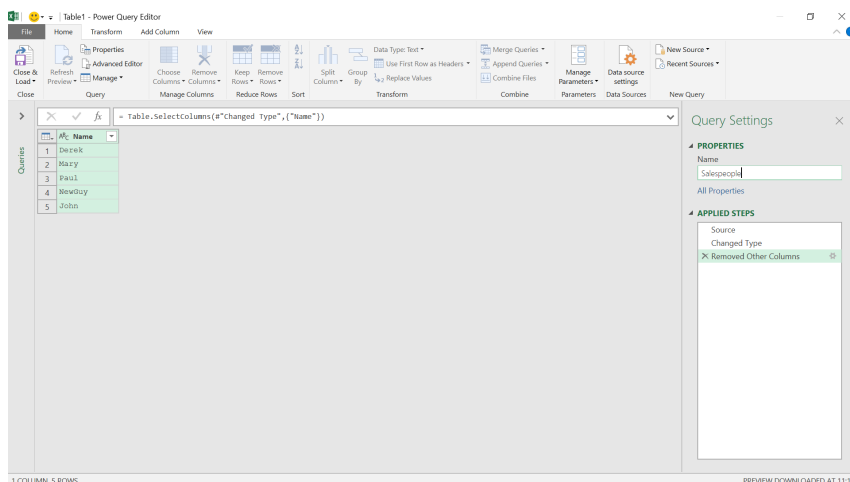 Table1 - Power Query Editor
File Home Transform Add Column View
Close & Load
Refresh Preview
Properties
Advanced Editor
Manage
Choose Columns
Remove Columns
Keep Rows
Remove Rows
Split Column
Group By
Data Type: Text
Use First Row as Headers
Replace Values
Merge Queries
Append Queries
Combine Files
Manage Parameters
Data source settings
New Source
Recent Sources
Close Query Manage Columns Reduce Rows Sort Transform Combine Parameters Data Sources New Query
fx = Table.SelectColumns(#"Changed Type",{"Name"})
Queries
ABC Name
1 Derek
2 Mary
3 Paul
4 NewGuy
5 John
Query Settings
PROPERTIES
Name
Salespeople
All Properties
APPLIED STEPS
Source
Changed Type
Removed Other Columns
1 COLUMN, 5 ROWS
PREVIEW DOWNLOADED AT